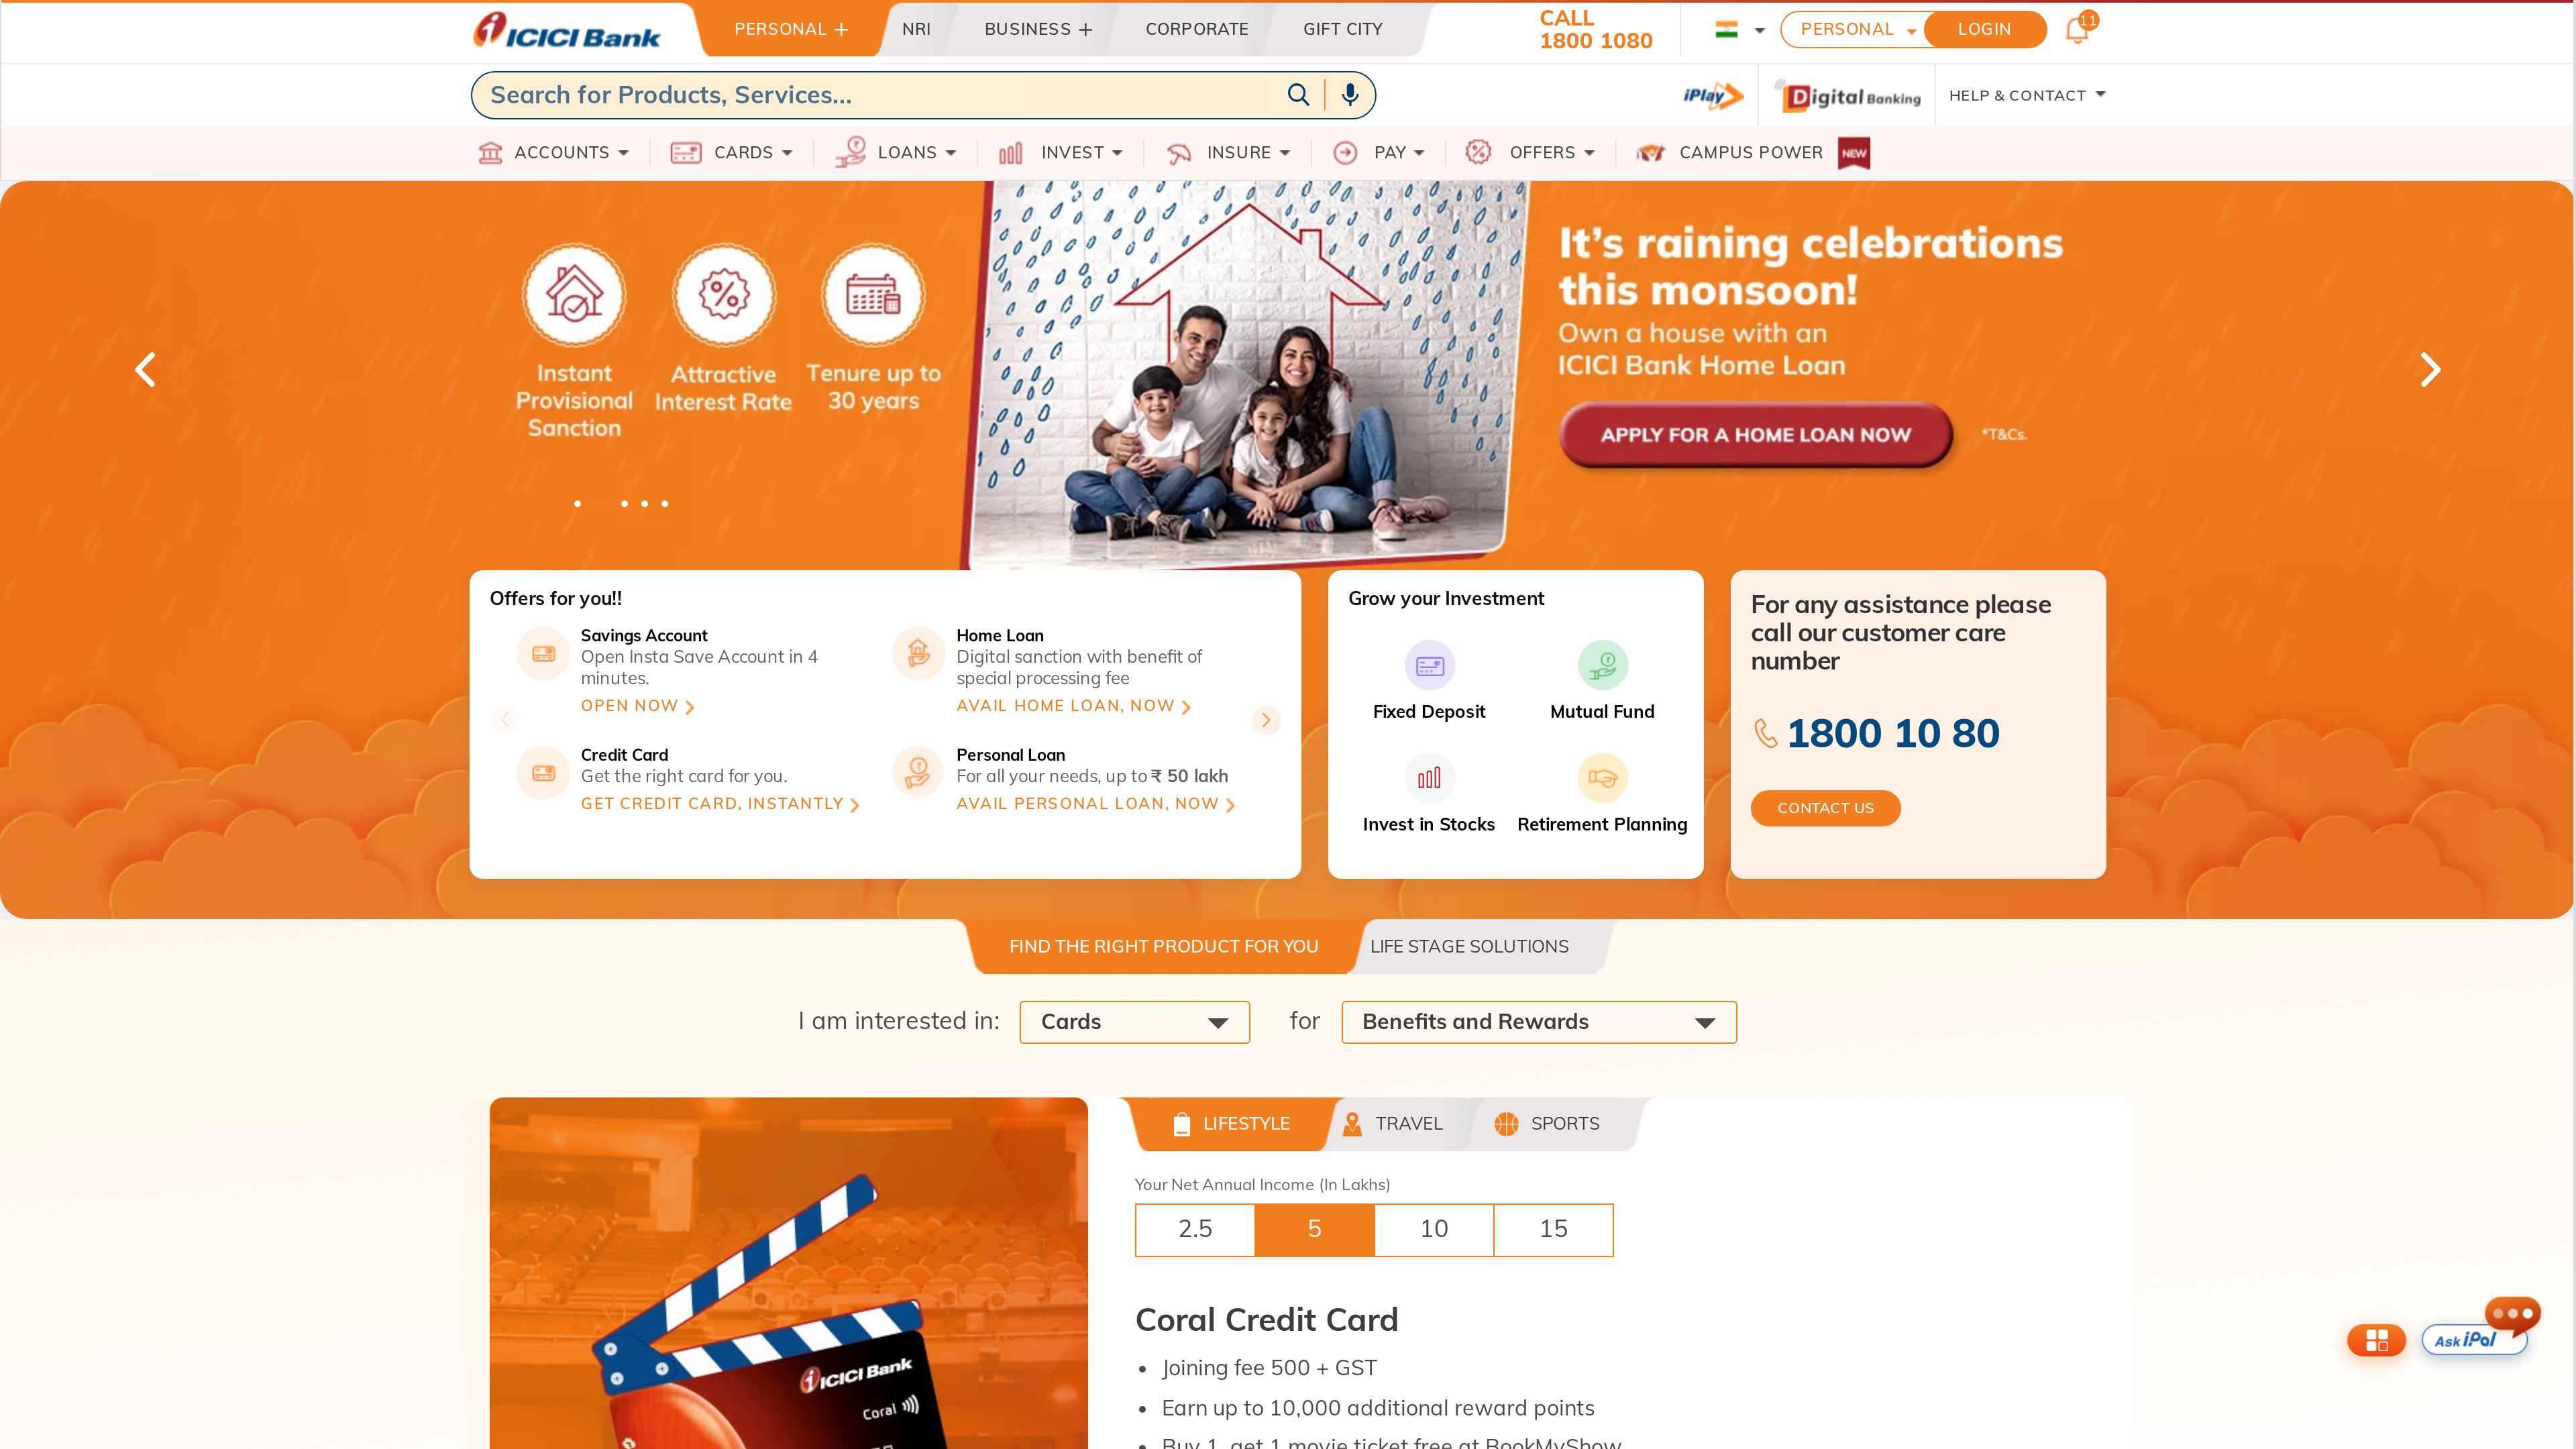 ICICI Bank
PERSONAL +
NRI
BUSINESS +
CORPORATE
GIFT CITY
CALL
1800 1080
PERSONAL
LOGIN
11
Search for Products, Services...
iPlay
Digital Banking
HELP & CONTACT
ACCOUNTS
CARDS
LOANS
INVEST
INSURE
PAY
OFFERS
CAMPUS POWER
NEW
Instant
Provisional
Sanction
Attractive
Interest Rate
Tenure up to
30 years
It's raining celebrations
this monsoon!
Own a house with an
ICICI Bank Home Loan
APPLY FOR A HOME LOAN NOW
*T&Cs.
Offers for you!!
Savings Account
Open Insta Save Account in 4
minutes.
OPEN NOW
Home Loan
Digital sanction with benefit of
special processing fee
AVAIL HOME LOAN, NOW
Credit Card
Get the right card for you.
GET CREDIT CARD, INSTANTLY
Personal Loan
For all your needs, up to ₹ 50 lakh
AVAIL PERSONAL LOAN, NOW
Grow your Investment
Fixed Deposit
Mutual Fund
Invest in Stocks
Retirement Planning
For any assistance please
call our customer care
number
1800 10 80
CONTACT US
FIND THE RIGHT PRODUCT FOR YOU
LIFE STAGE SOLUTIONS
I am interested in:
Cards
for
Benefits and Rewards
LIFESTYLE
TRAVEL
SPORTS
Your Net Annual Income (In Lakhs)
2.5
5
10
15
Coral Credit Card
• Joining fee 500 + GST
• Earn up to 10,000 additional reward points
• Buy 1, get 1 movie ticket free at BookMyShow
ICICI Bank
Coral
Ask iPal